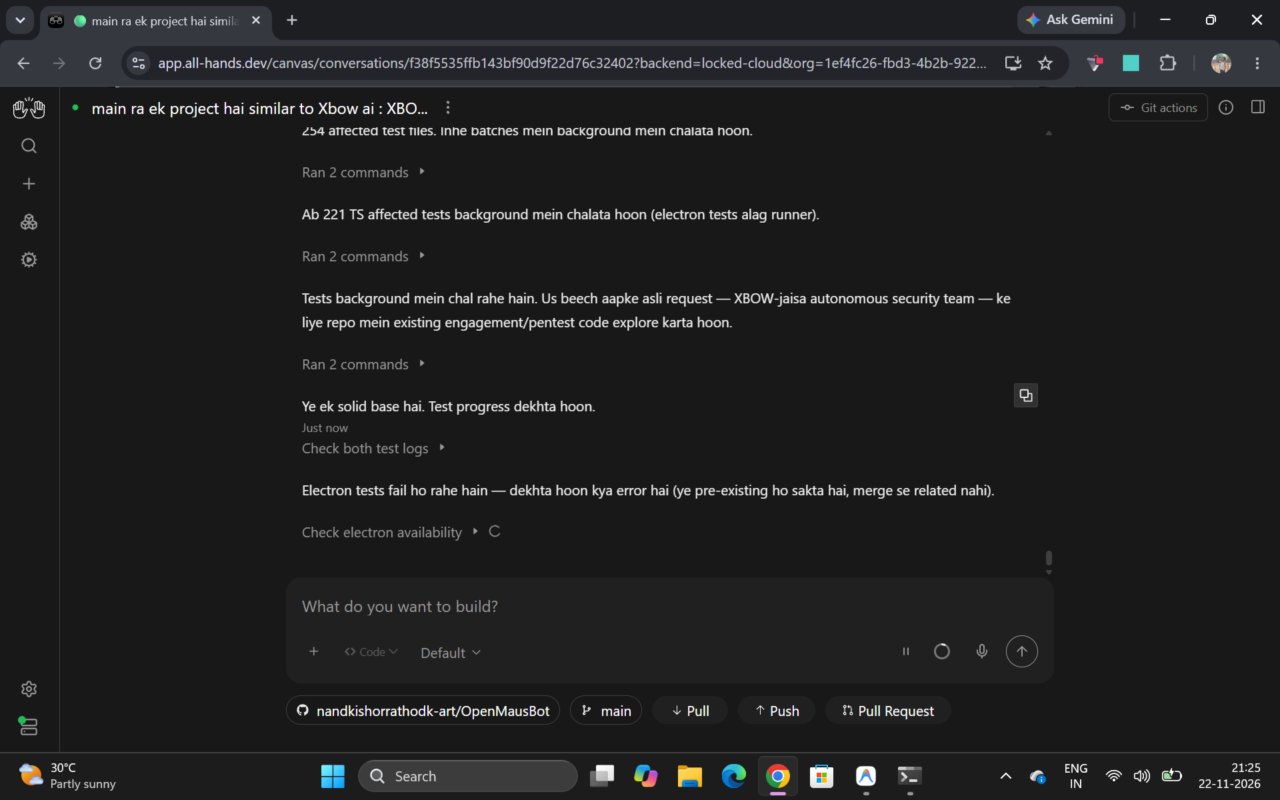 main ra ek project hai simila
Ask Gemini
app.all-hands.dev/canvas/conversations/f38f5535ffb143bf90d9f22d76c32402?backend=locked-cloud&org=1ef4fc26-fbd3-4b2b-922...
main ra ek project hai similar to Xbow ai : XBO...
Git actions
254 affected test files. Inhe batches mein background mein chalata hoon.
Ran 2 commands
Ab 221 TS affected tests background mein chalata hoon (electron tests alag runner).
Ran 2 commands
Tests background mein chal rahe hain. Us beech aapke asli request — XBOW-jaisa autonomous security team — ke
liye repo mein existing engagement/pentest code explore karta hoon.
Ran 2 commands
Ye ek solid base hai. Test progress dekhta hoon.
Just now
Check both test logs
Electron tests fail ho rahe hain — dekhta hoon kya error hai (ye pre-existing ho sakta hai, merge se related nahi).
Check electron availability
What do you want to build?
Code
Default
nandkishorrathodk-art/OpenMausBot
main
Pull
Push
Pull Request
30°C
Partly sunny
Search
ENG
IN
21:25
22-11-2026